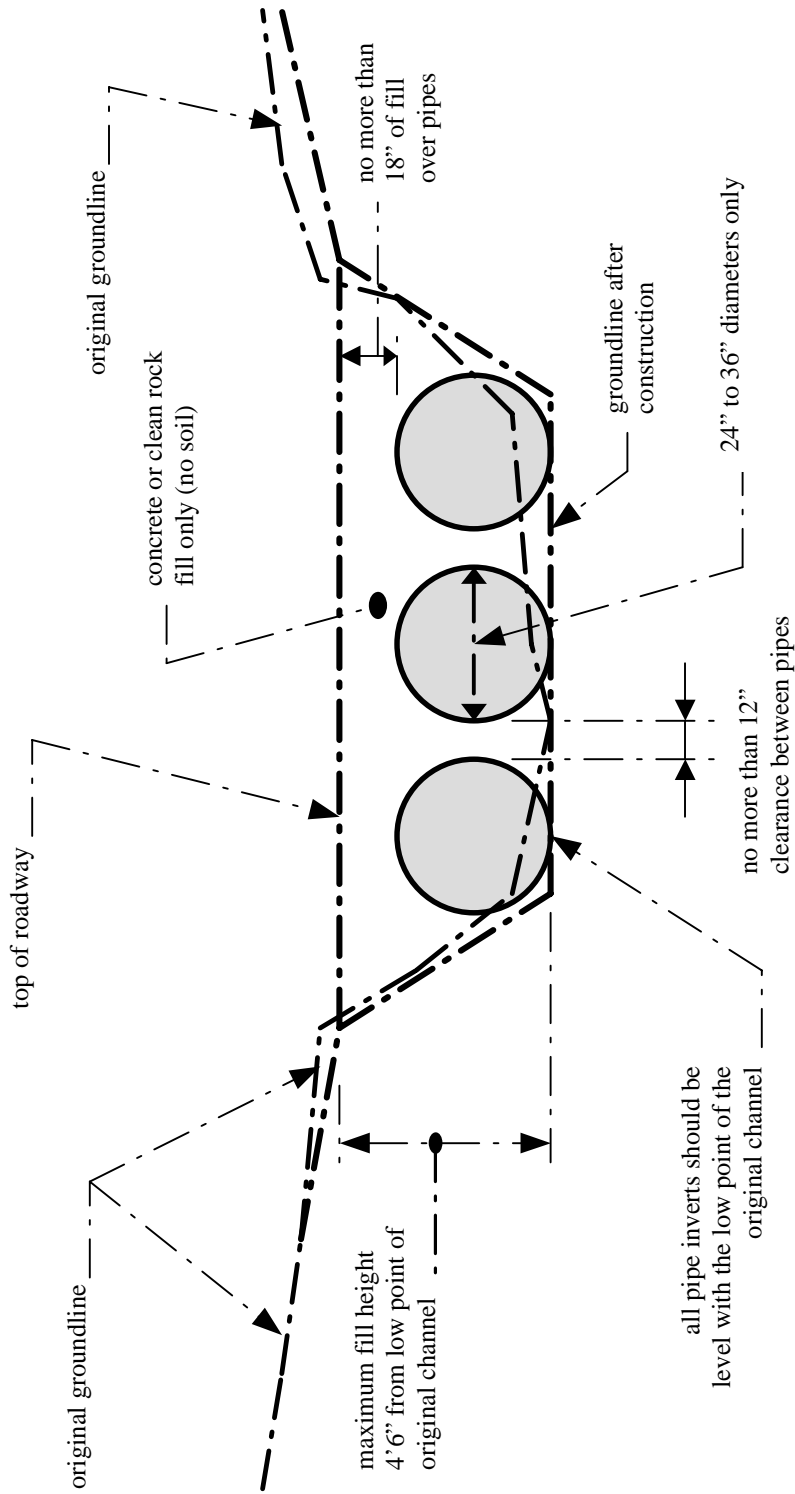 top of roadway
original groundline
concrete or clean rock
fill only (no soil)
original groundline
maximum fill height
4’6” from low point of
original channel
no more than
18” of fill
over pipes
groundline after
construction
all pipe inverts should be
level with the low point of the
original channel
no more than 12”
clearance between pipes
24” to 36” diameters only